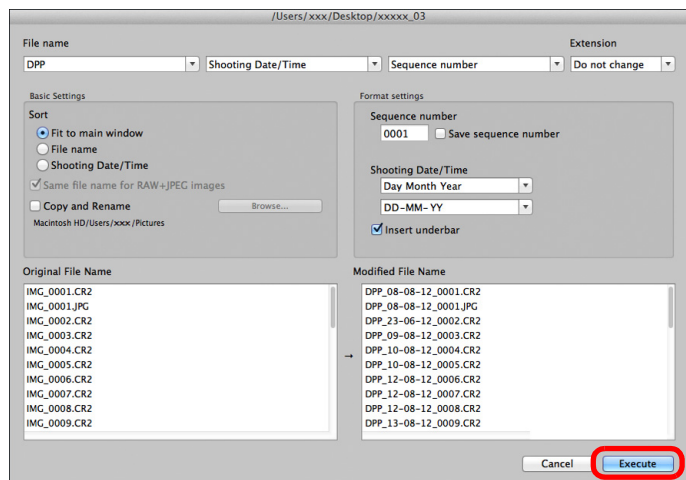 /Users/xxx/Desktop/xxxxx_03
File name
Extension
DPP
Shooting Date/Time
Sequence number
Do not change
Basic Settings
Sort
Fit to main window
File name
Shooting Date/Time
Same file name for RAW+JPEG images
Copy and Rename
Browse...
Macintosh HD/Users/xxx/Pictures
Format settings
Sequence number
0001
Save sequence number
Shooting Date/Time
Day Month Year
DD-MM-YY
Insert underbar
Original File Name
IMG_0001.CR2
IMG_0001.JPG
IMG_0002.CR2
IMG_0003.CR2
IMG_0004.CR2
IMG_0005.CR2
IMG_0006.CR2
IMG_0007.CR2
IMG_0008.CR2
IMG_0009.CR2
→
Modified File Name
DPP_08-08-12_0001.CR2
DPP_08-08-12_0001.JPG
DPP_23-06-12_0002.CR2
DPP_09-08-12_0003.CR2
DPP_10-08-12_0004.CR2
DPP_10-08-12_0005.CR2
DPP_12-08-12_0006.CR2
DPP_12-08-12_0007.CR2
DPP_12-08-12_0008.CR2
DPP_13-08-12_0009.CR2
Cancel
Execute